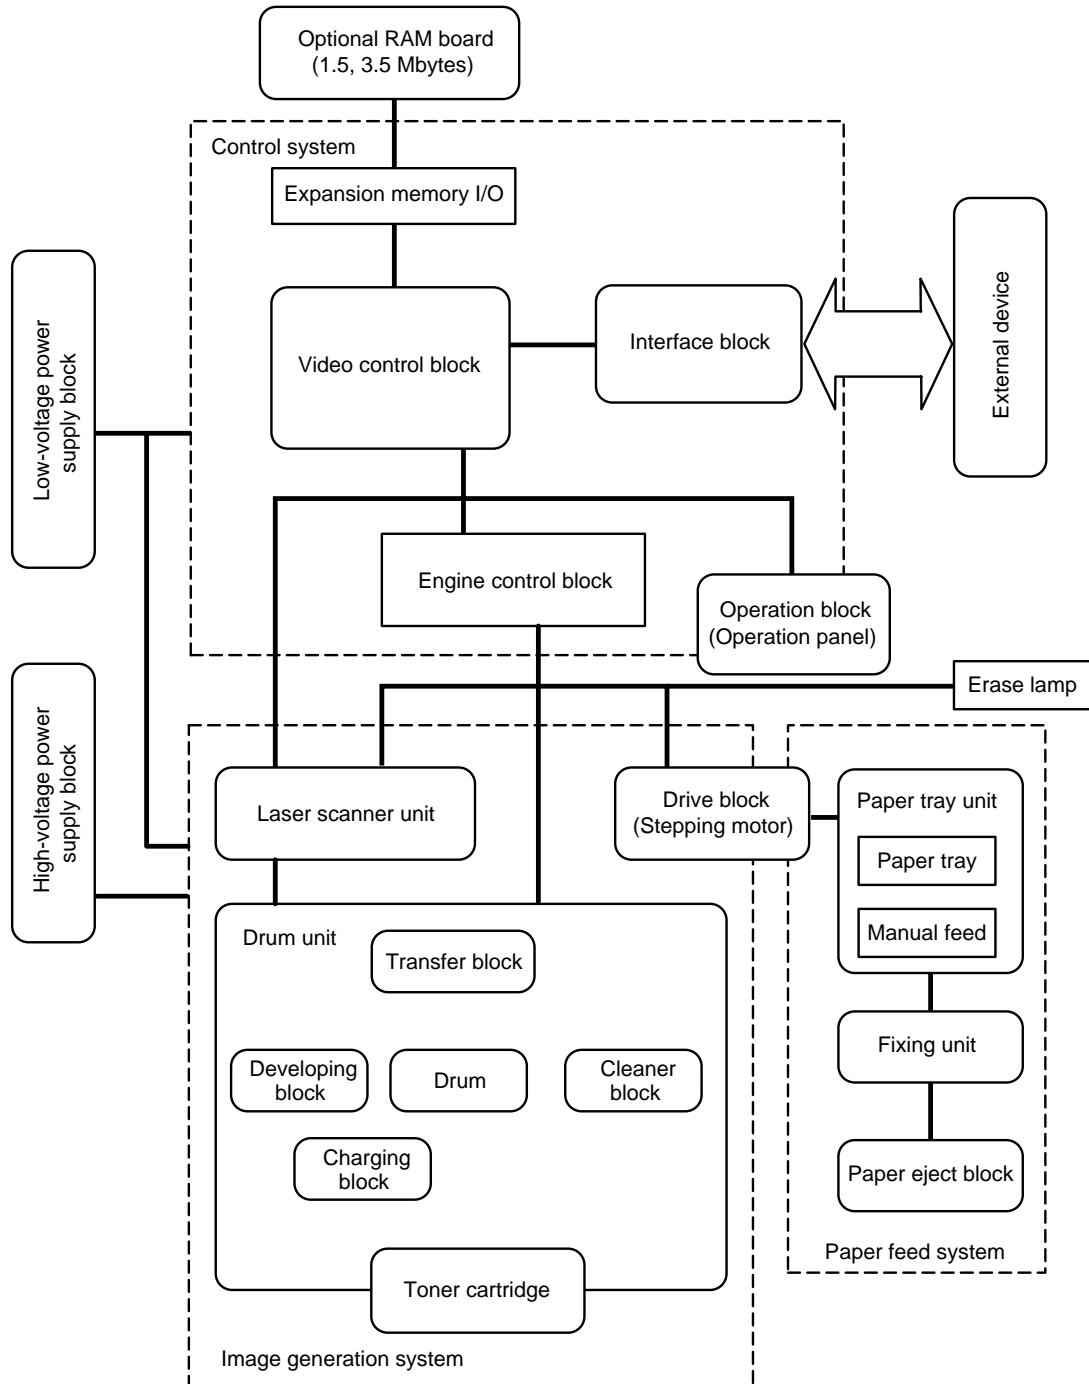 Optional RAM board
(1.5, 3.5 Mbytes)
Control system
Expansion memory I/O
Low-voltage power
supply block
Video control block
Interface block
External device
Engine control block
Operation block
(Operation panel)
Erase lamp
High-voltage power
supply block
Laser scanner unit
Drive block
(Stepping motor)
Paper tray unit
Paper tray
Manual feed
Drum unit
Transfer block
Developing
block
Drum
Cleaner
block
Fixing unit
Charging
block
Paper eject block
Paper feed system
Toner cartridge
Image generation system